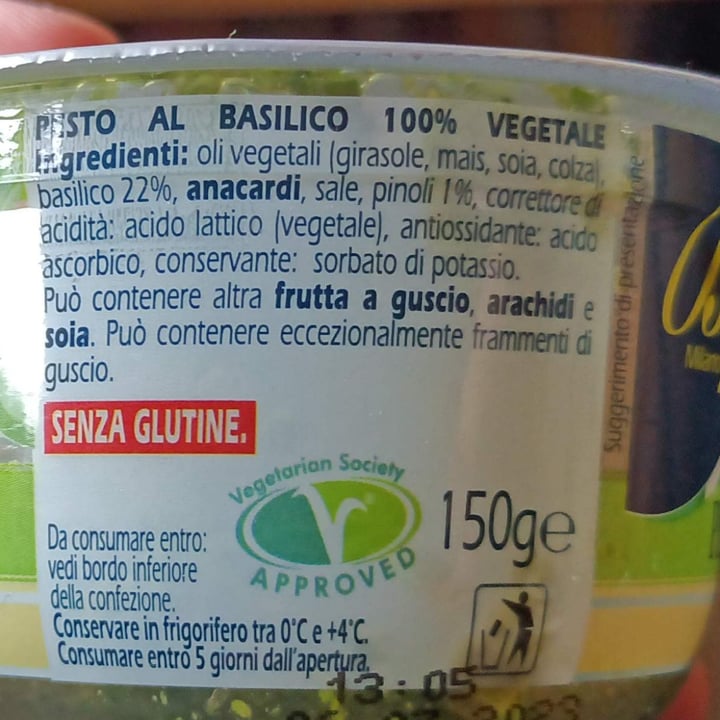 PESTO AL BASILICO 100% VEGETALE
Ingredienti: oli vegetali (girasole, mais, soia, colza),
basilico 22%, anacardi, sale, pinoli 1%, correttore di
acidità: acido lattico (vegetale), antiossidante: acido
ascorbico, conservante: sorbato di potassio.
Può contenere altra frutta a guscio, arachidi e
soia. Può contenere eccezionalmente frammenti di
guscio.
SENZA GLUTINE.
Vegetarian Society
APPROVED
150g℮
Da consumare entro:
vedi bordo inferiore
della confezione.
Conservare in frigorifero tra 0°C e +4°C.
Consumare entro 5 giorni dall'apertura.
13:05
Suggerimento di presentazione